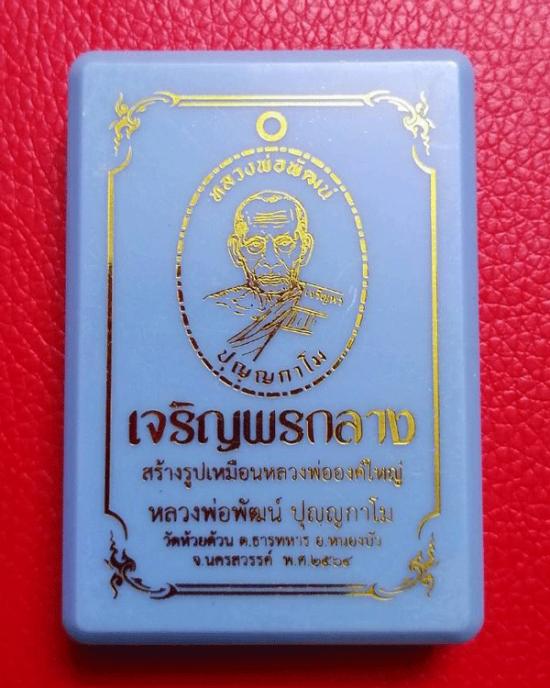 หลวงพ่อพัฒน์
เจริญพร
ปุญญกาโม
เจริญพรกลาง
สร้างรูปเหมือนหลวงพ่อองค์ใหญ่
หลวงพ่อพัฒน์ ปุญญกาโม
วัดห้วยด้วน ต.ธารทหาร อ.หนองบัว
จ.นครสวรรค์ พ.ศ.๒๕๖๔